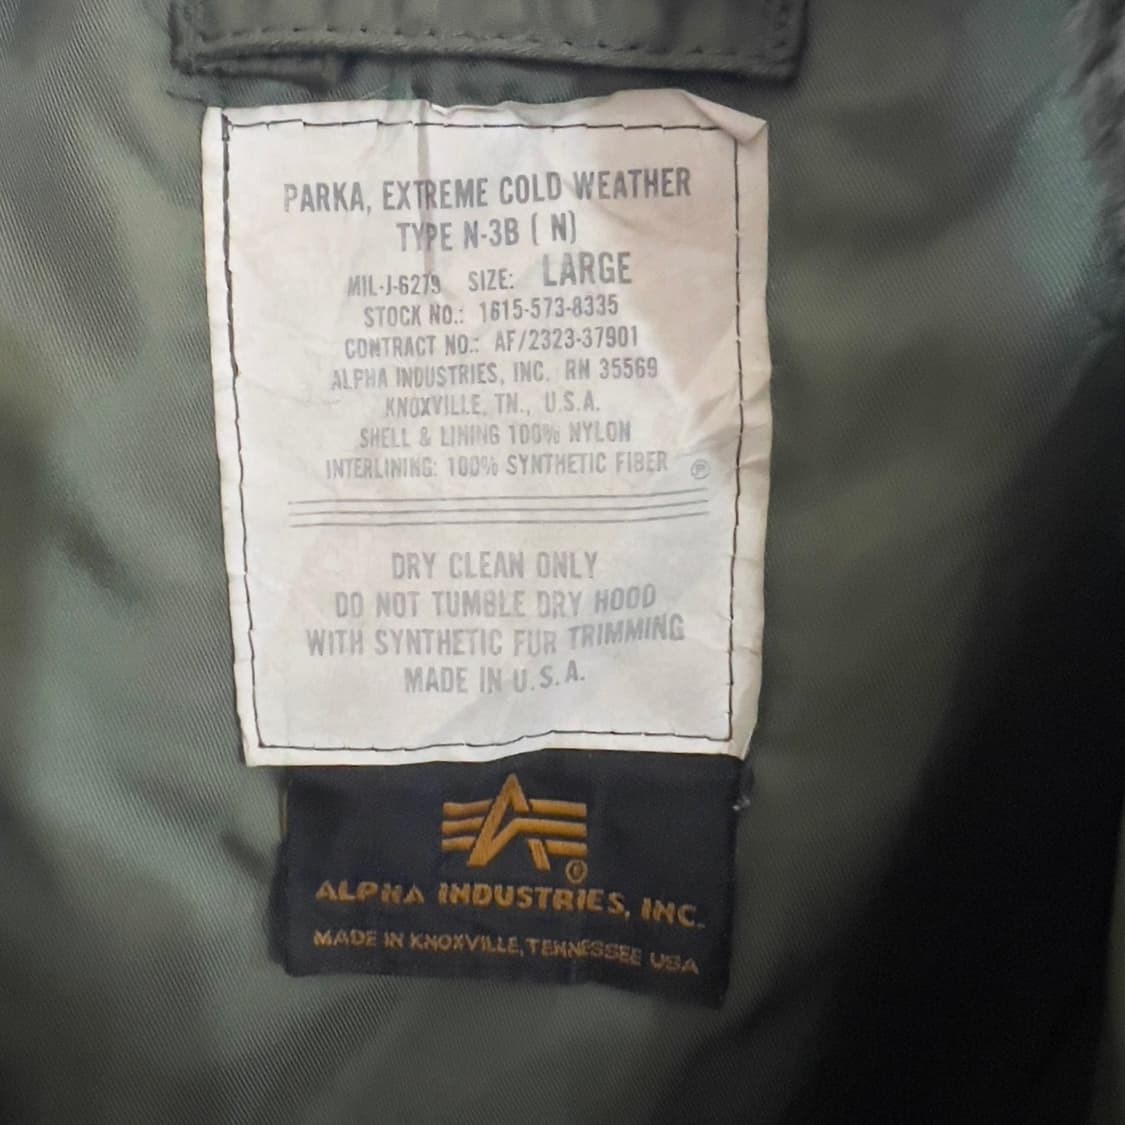 PARKA, EXTREME COLD WEATHER
TYPE N-3B ( N)
MIL-J-6279 SIZE: LARGE
STOCK NO.: 1615-573-8335
CONTRACT NO.: AF/2323-37901
ALPHA INDUSTRIES, INC. RN 35569
KNOXVILLE, TN., U.S.A.
SHELL & LINING 100% NYLON
INTERLINING: 100% SYNTHETIC FIBER Ⓟ
DRY CLEAN ONLY
DO NOT TUMBLE DRY HOOD
WITH SYNTHETIC FUR TRIMMING
MADE IN U.S.A.
®
ALPHA INDUSTRIES, INC.
MADE IN KNOXVILLE, TENNESSEE USA